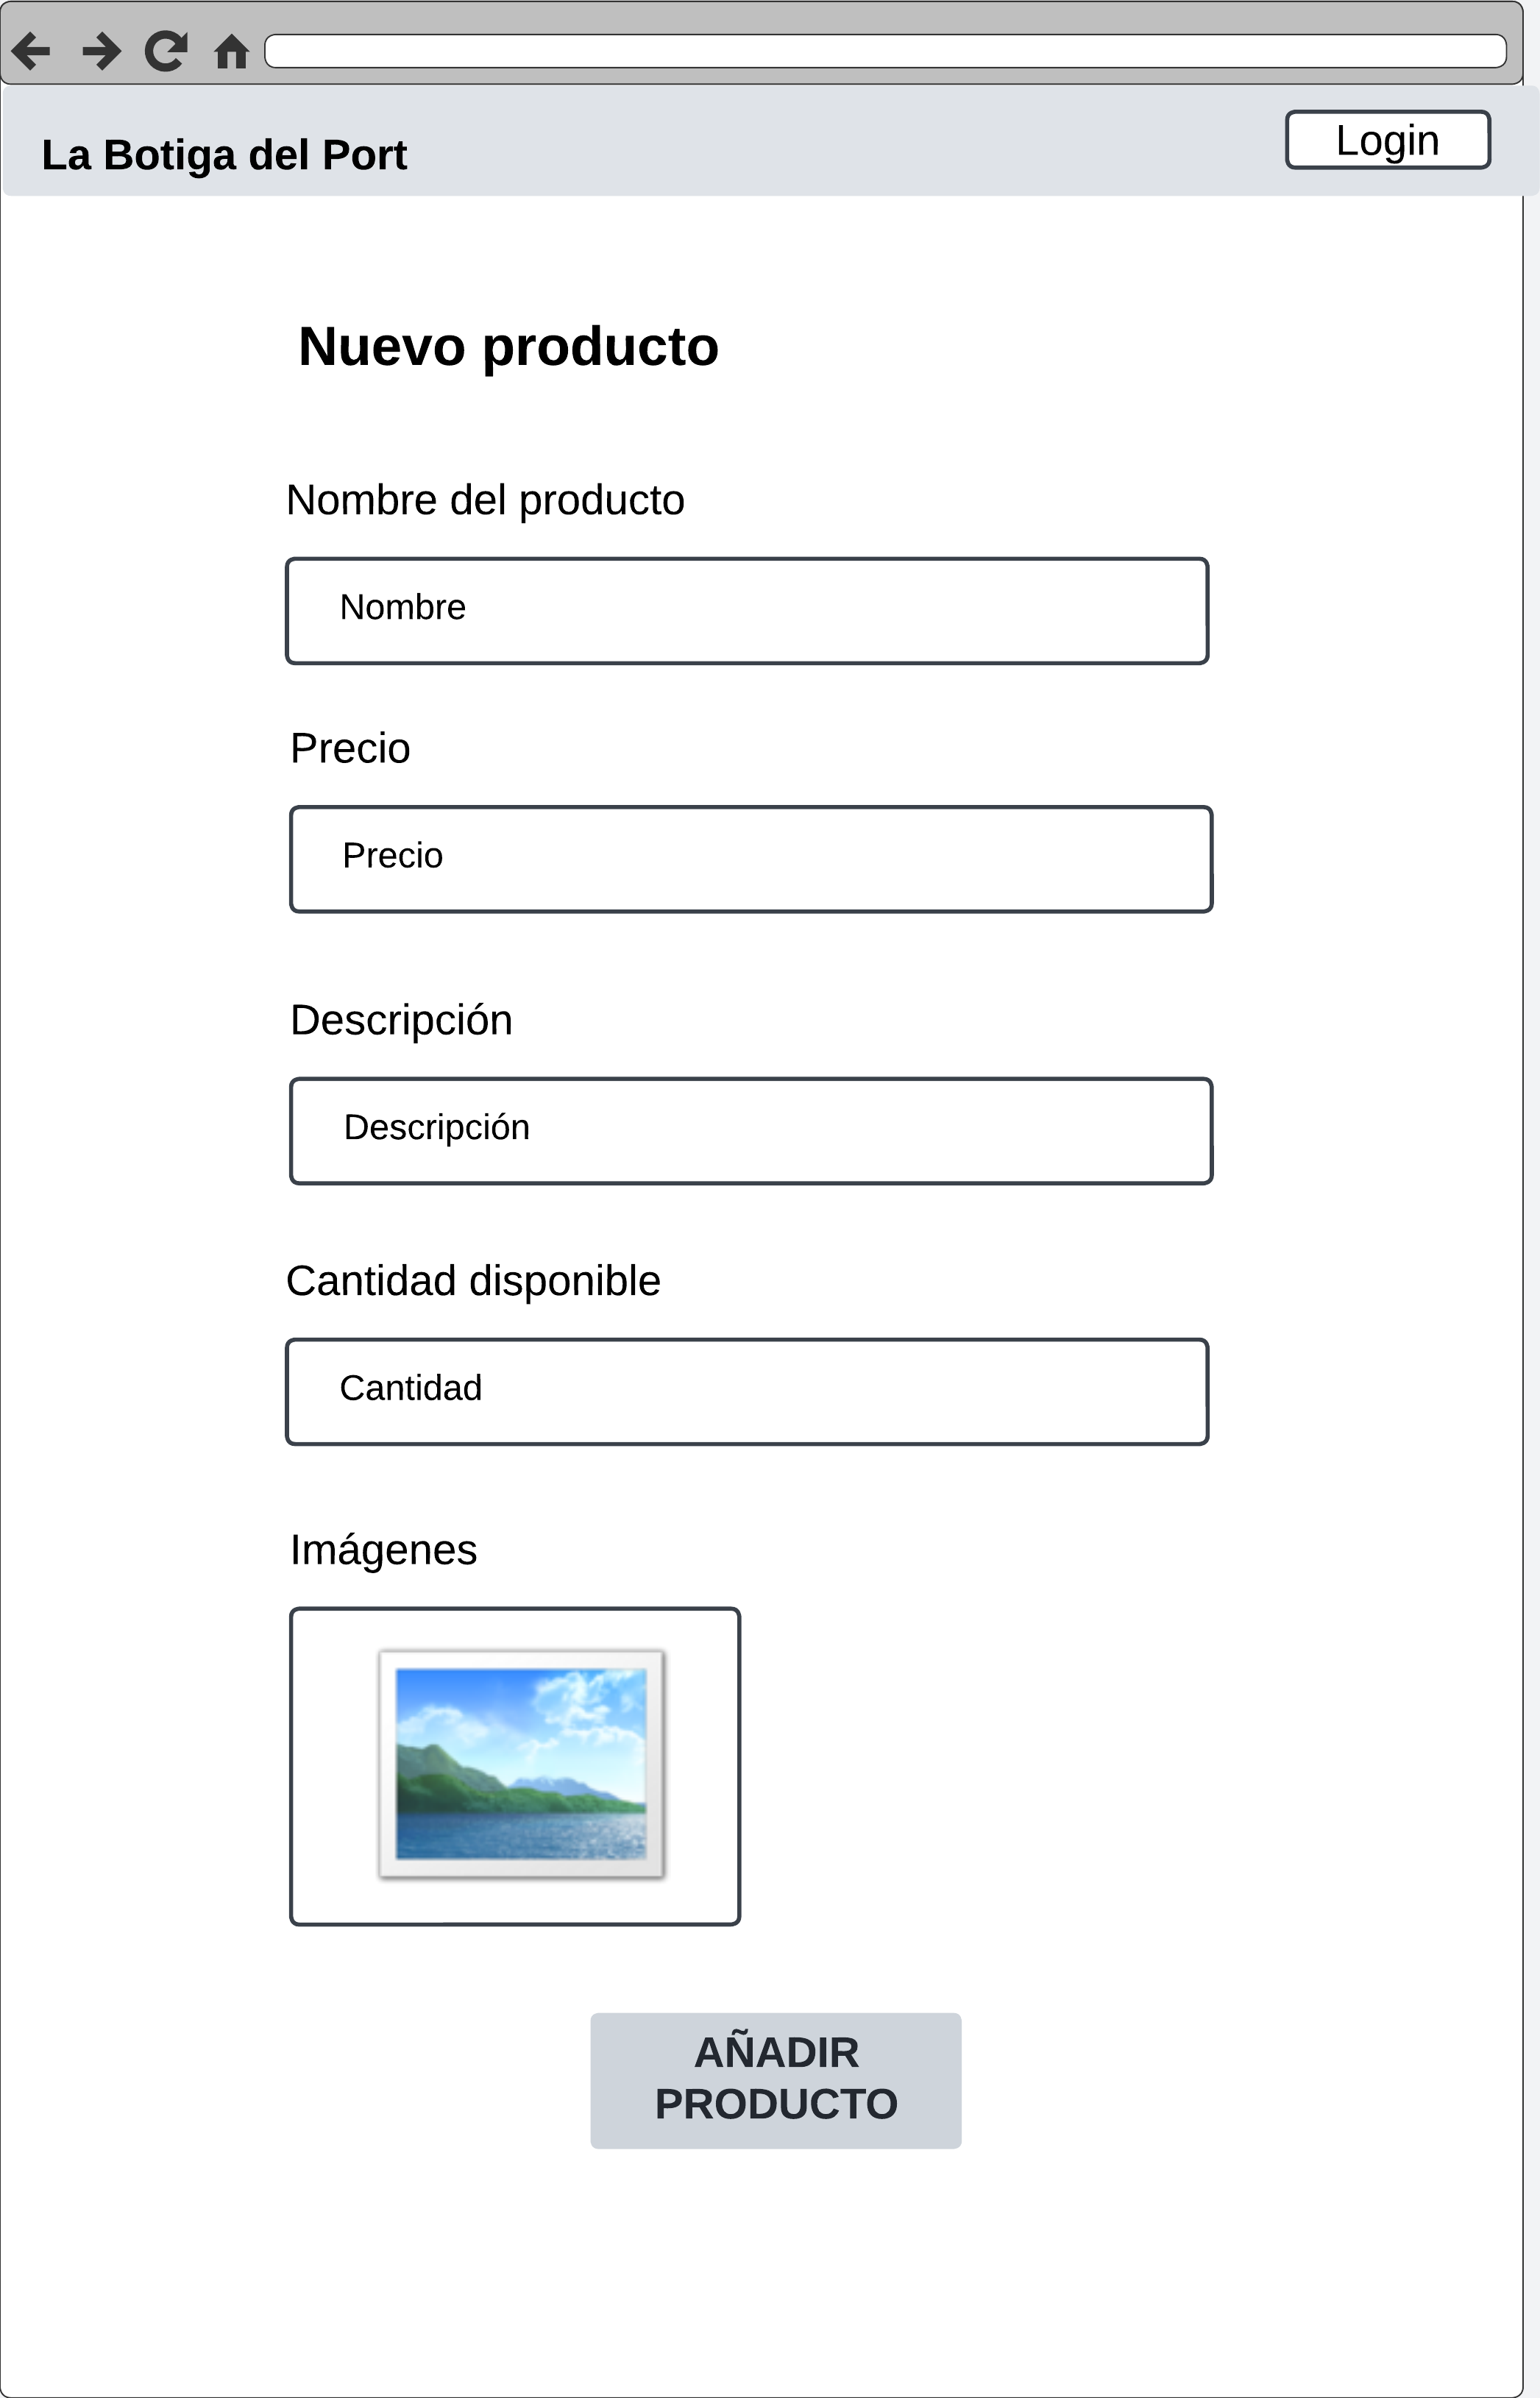 La Botiga del Port
Login
Nuevo producto
Nombre del producto
Nombre
Precio
Precio
Descripción
Descripción
Cantidad disponible
Cantidad
Imágenes
AÑADIR
PRODUCTO